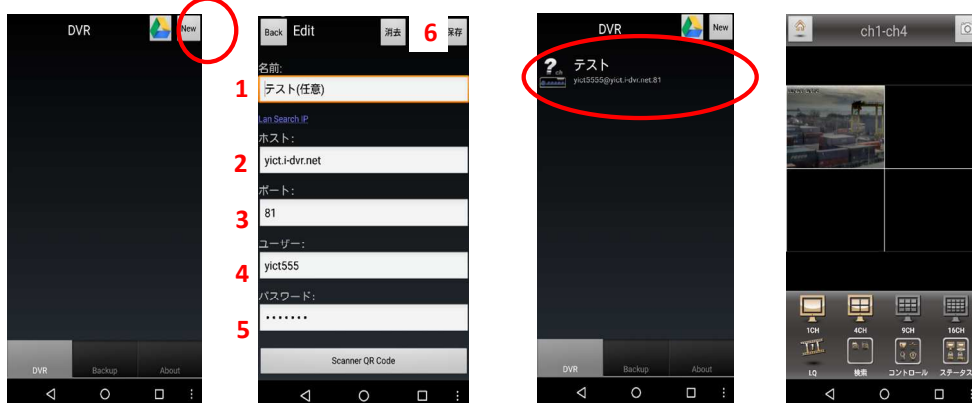 DVR
New
DVR
Backup
About
Back
Edit
消去
6
保存
1
名前:
テスト(任意)
Lan Search IP
2
ホスト:
yict.i-dvr.net
3
ポート:
81
4
ユーザー:
yict555
5
パスワード:
•••••••
Scanner QR Code
DVR
New
?
ch
テスト
yict5555@yict.i-dvr.net:81
DVR
Backup
About
ch1-ch4
1CH
4CH
9CH
16CH
LQ
検索
コントロール
ステータス